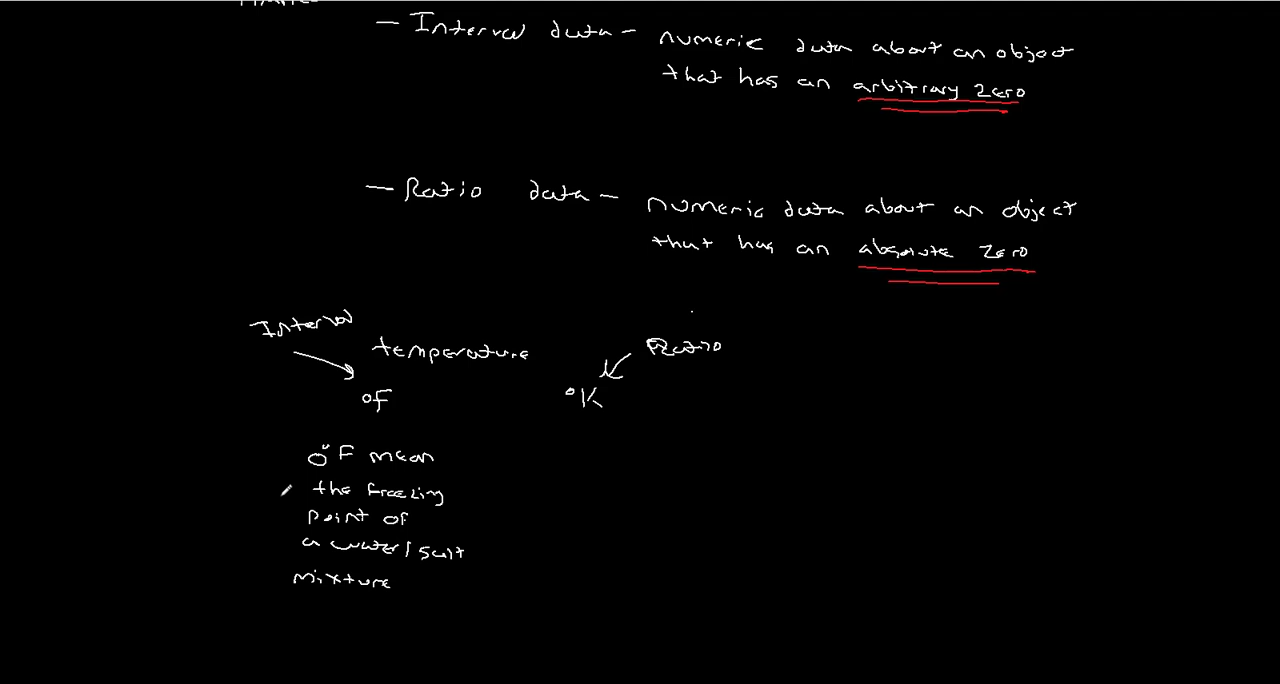 — Interval data – numeric data about an object
that has an arbitrary zero
— Ratio data – numeric data about an object
that has an absolute zero
Interval temperature Ratio
°F °K
0°F mean
the freezing
point of
a water/salt
mixture